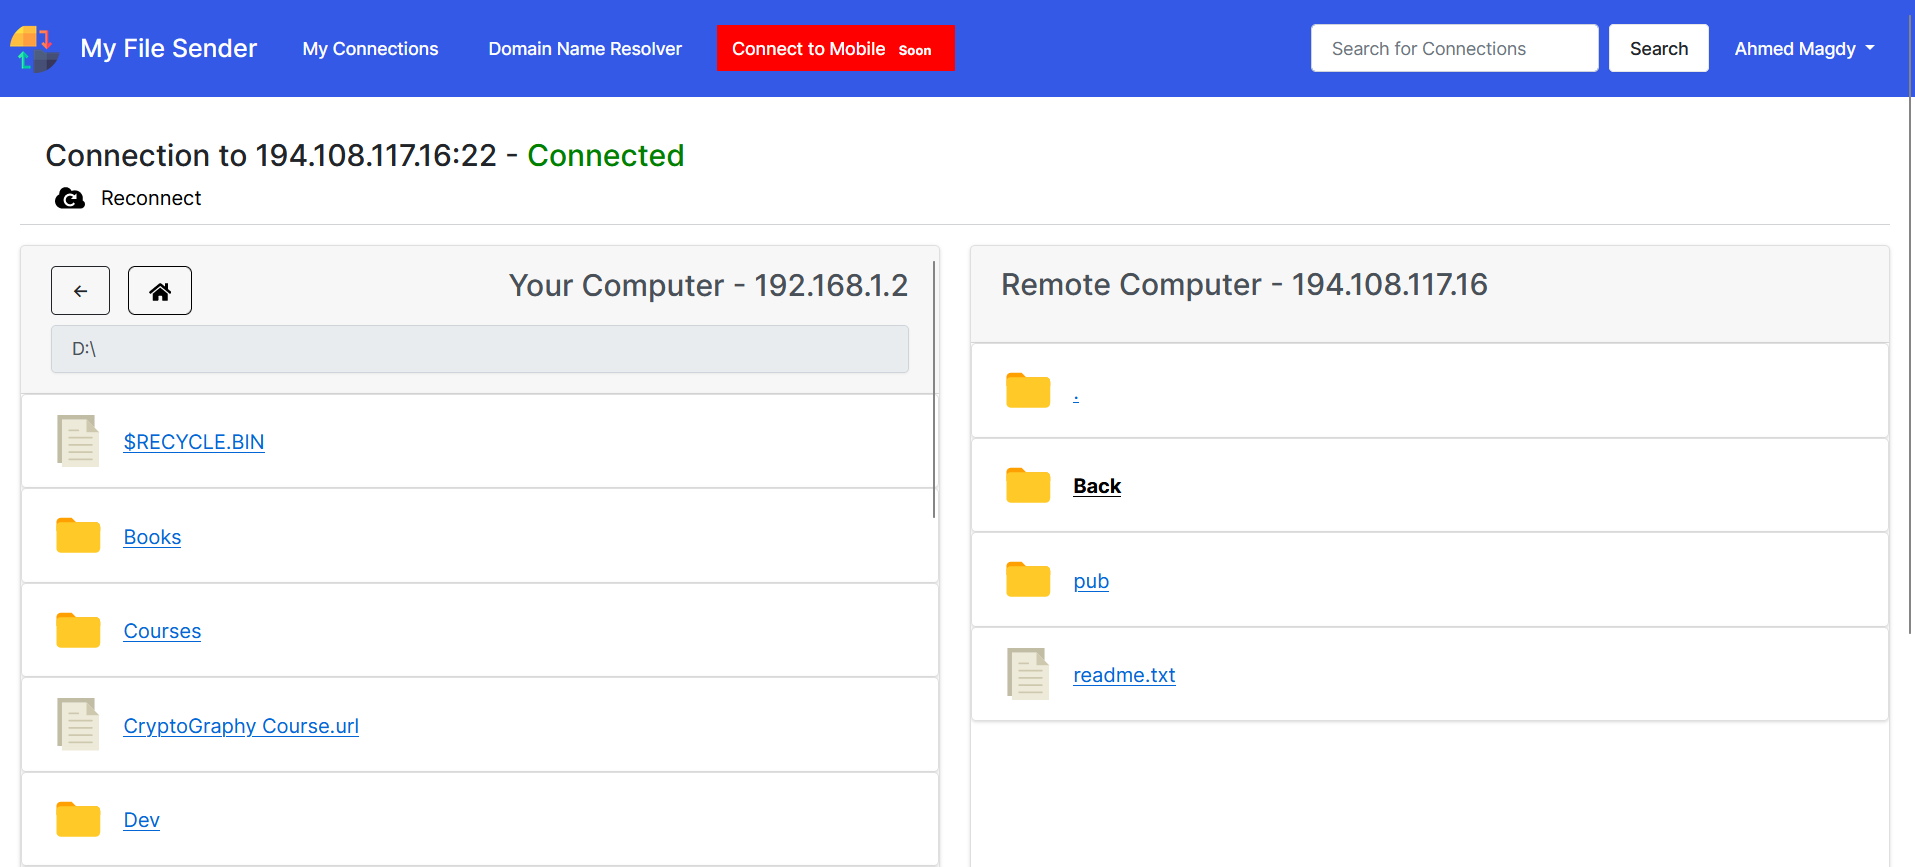 My File Sender
My Connections
Domain Name Resolver
Connect to Mobile Soon
Search for Connections
Search
Ahmed Magdy
Connection to 194.108.117.16:22 - Connected
Reconnect
Your Computer - 192.168.1.2
D:\
$RECYCLE.BIN
Books
Courses
CryptoGraphy Course.url
Dev
Remote Computer - 194.108.117.16
.
Back
pub
readme.txt